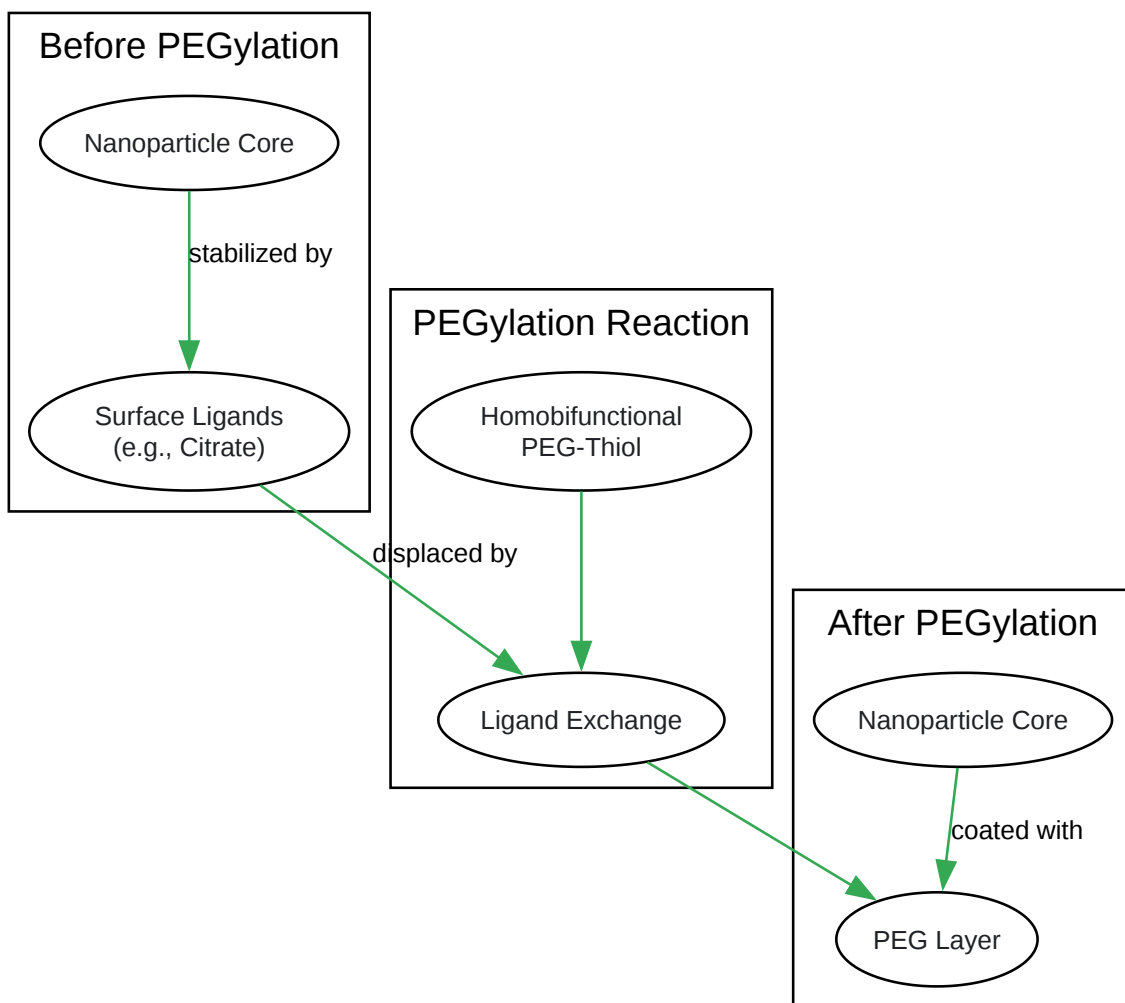 Before PEGylation
Nanoparticle Core
stabilized by
Surface Ligands
(e.g., Citrate)
displaced by
PEGylation Reaction
Homobifunctional
PEG-Thiol
Ligand Exchange
After PEGylation
Nanoparticle Core
coated with
PEG Layer